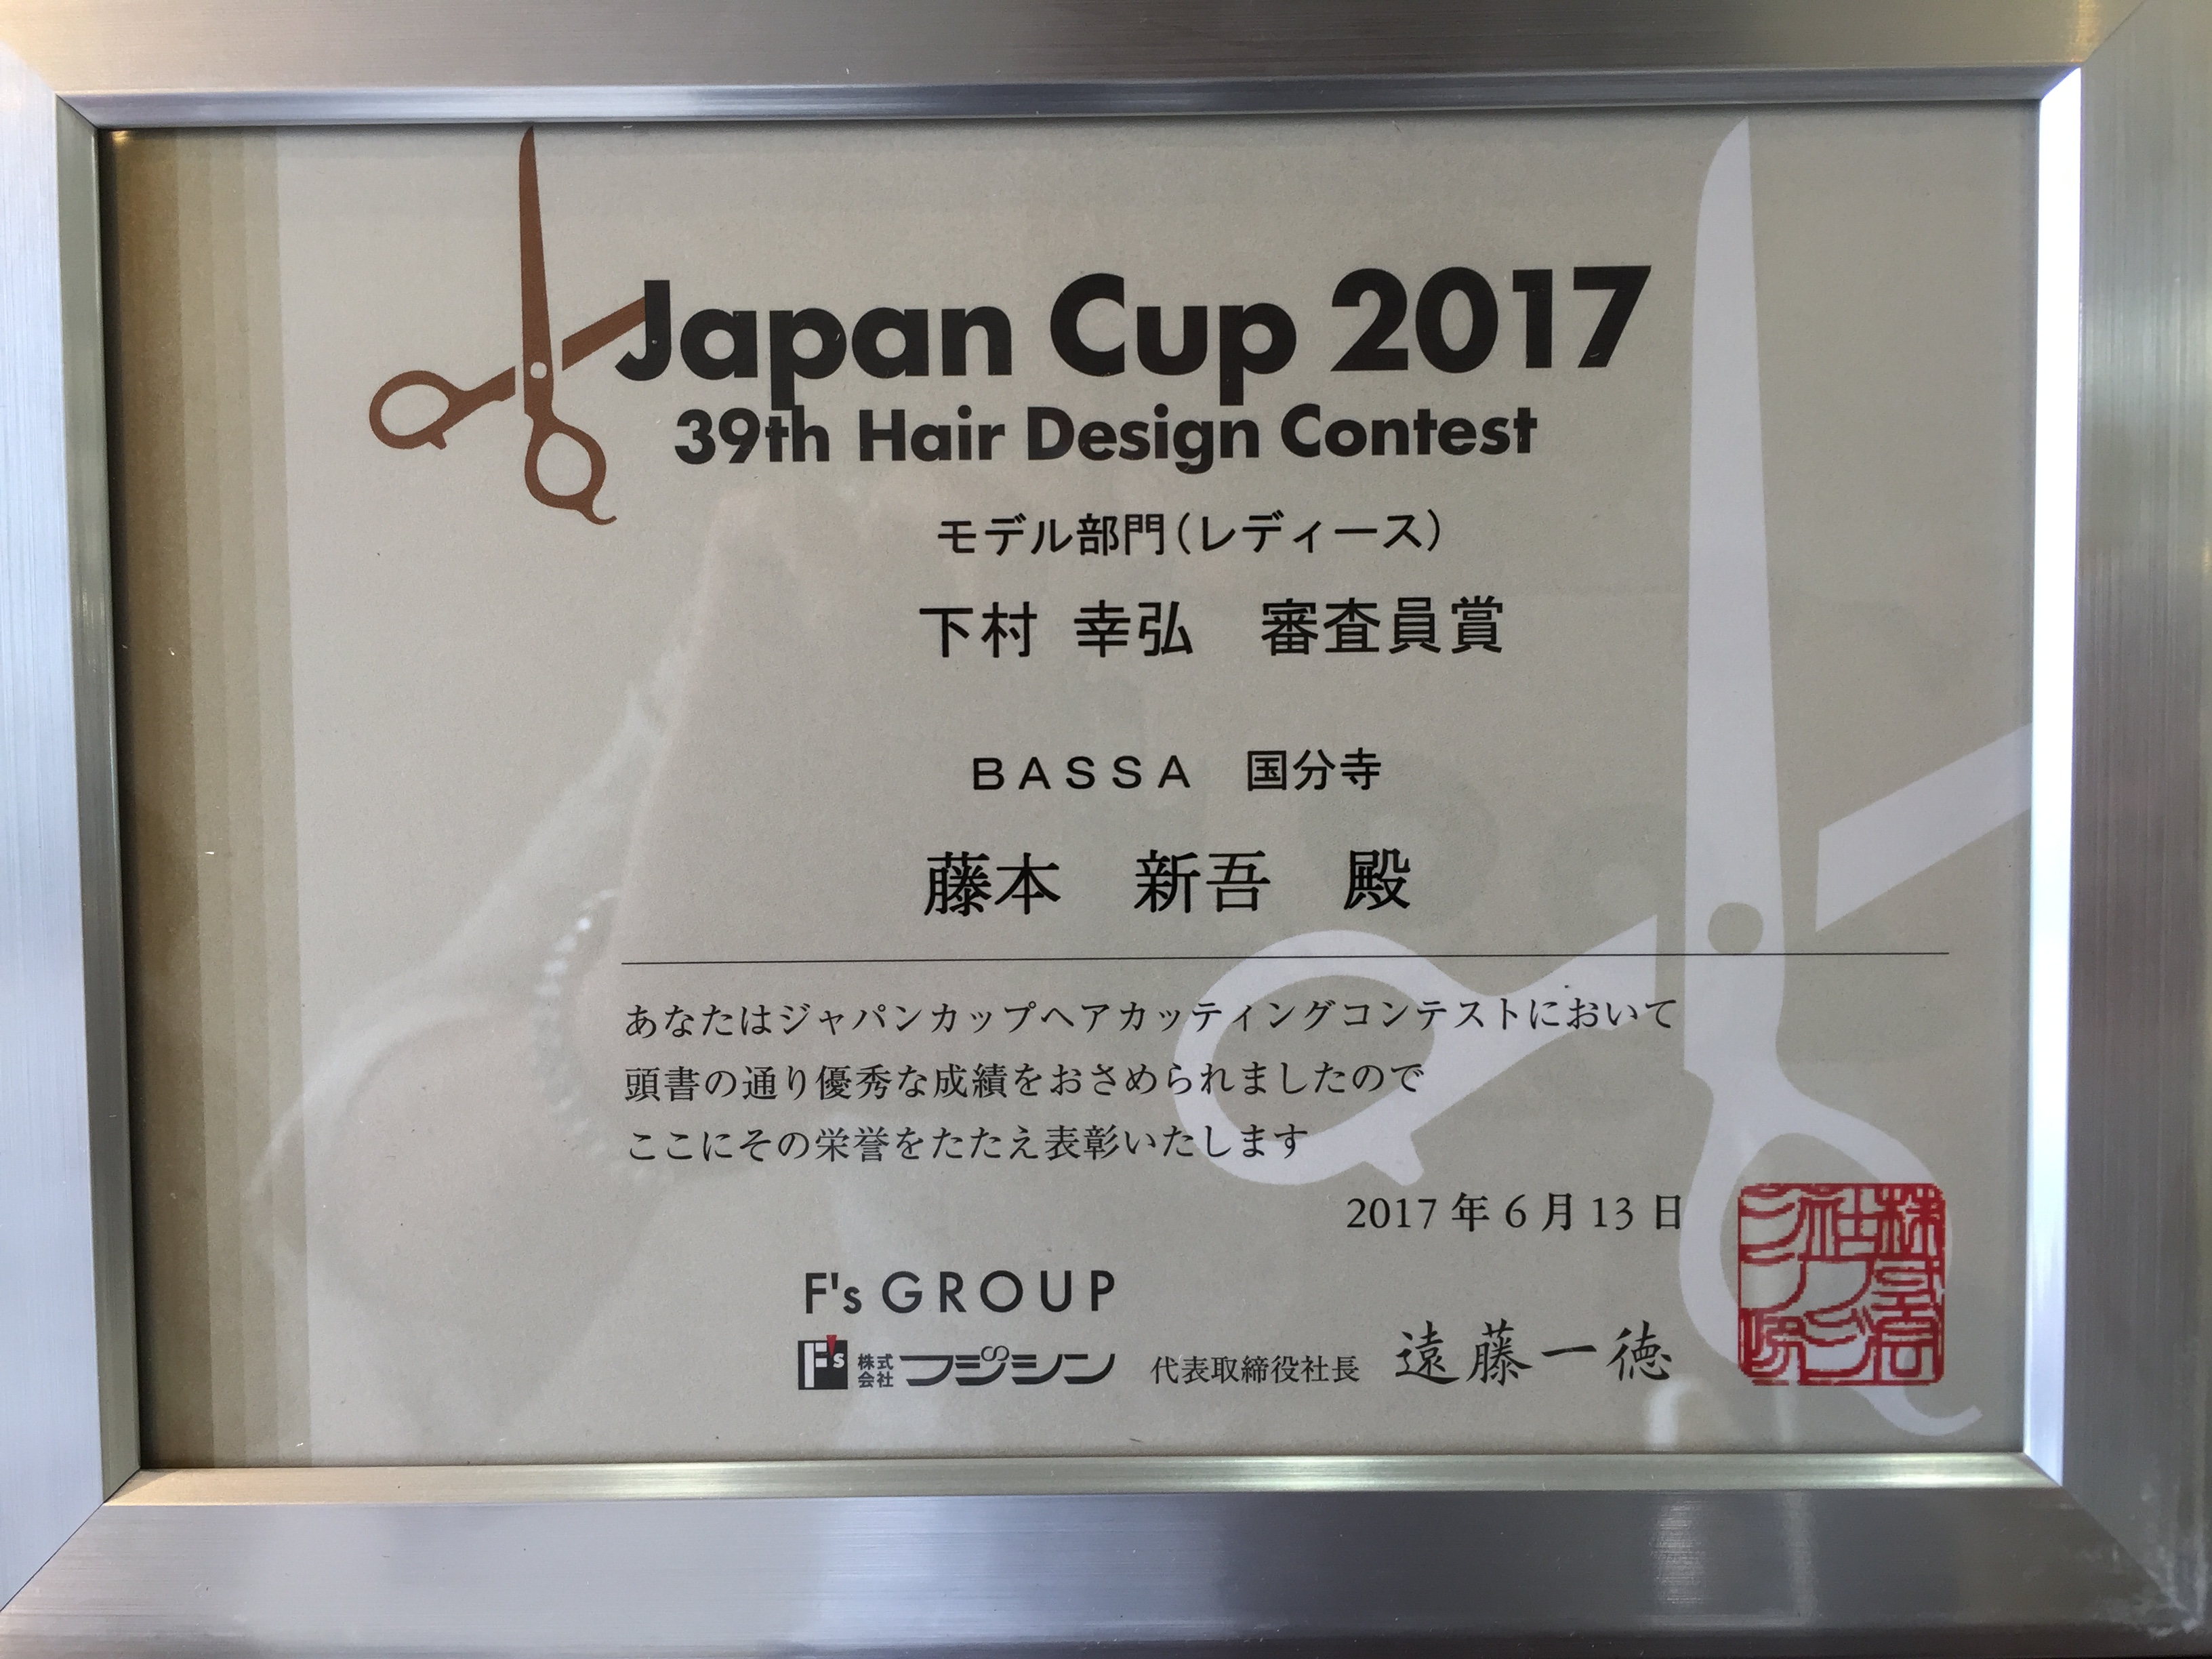 Japan Cup 2017
39th Hair Design Contest
モデル部門（レディース）
下村 幸弘　審査員賞
ＢＡＳＳＡ　国分寺
藤本　新吾　殿
あなたはジャパンカップヘアカッティングコンテストにおいて
頭書の通り優秀な成績をおさめられましたので
ここにその栄誉をたたえ表彰いたします
2017年6月13日
F's GROUP
F's 株式会社 フジシン 代表取締役社長 遠藤一徳